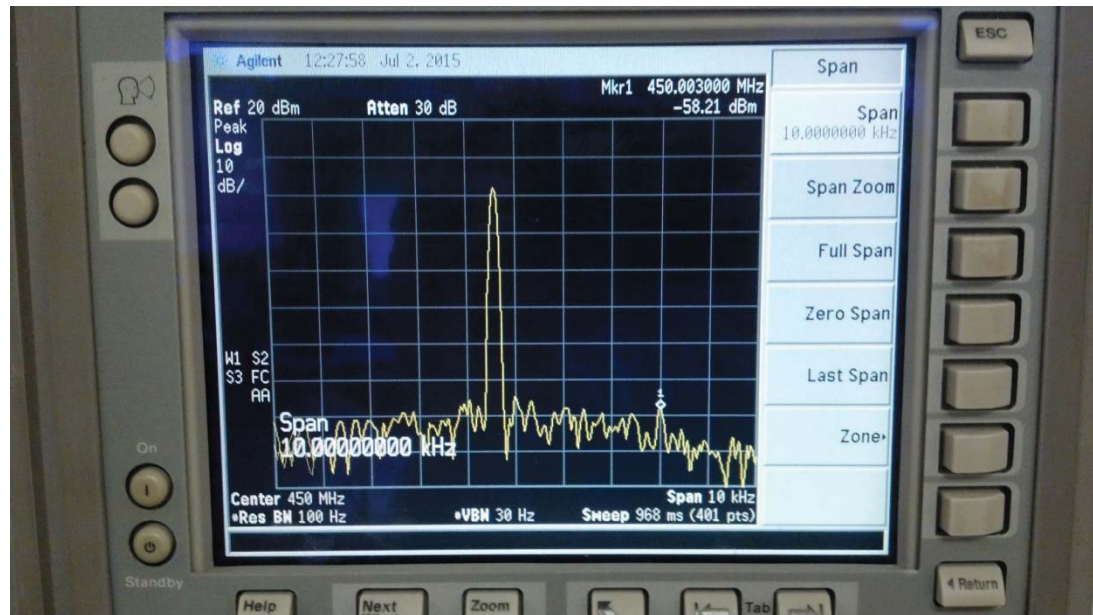 ESC
Agilent 12:27:58 Jul 2, 2015
Span
Mkr1 450.003000 MHz
Ref 20 dBm Atten 30 dB -58.21 dBm
Peak
Log
10
dB/
Span
10.0000000 kHz
Span Zoom
Full Span
Zero Span
Last Span
Zone
W1 S2
S3 FC
AA
1
Span
10.00000000 kHz
Center 450 MHz Span 10 kHz
*Res BW 100 Hz *VBW 30 Hz Sweep 968 ms (401 pts)
On
Standby
Help
Next
Zoom
Tab
Return